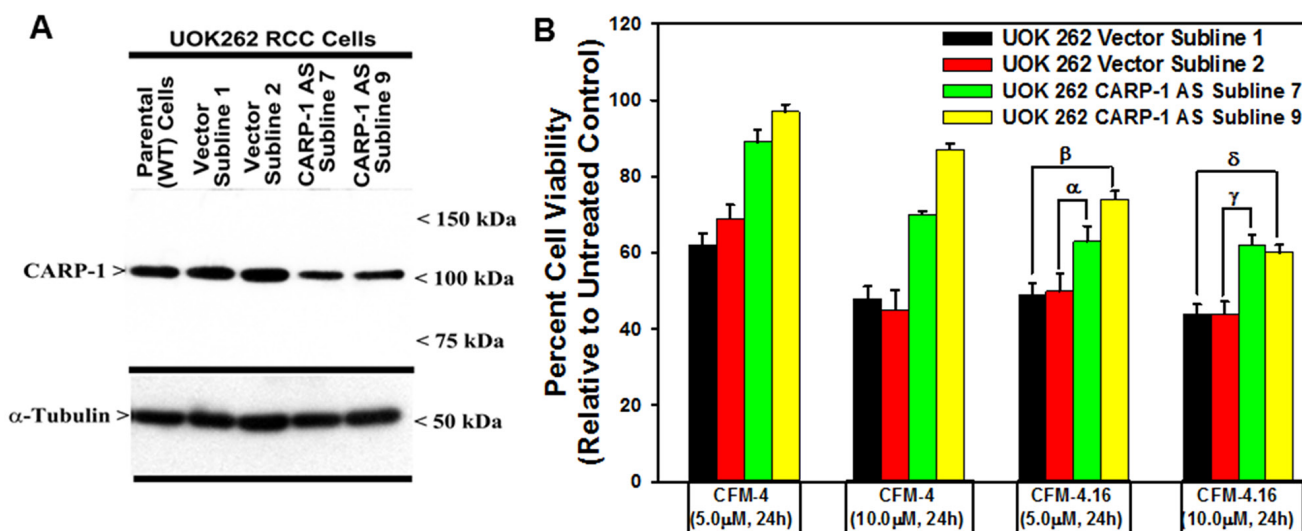 A
UOK262 RCC Cells
Parental
(WT) Cells
Vector
Subline 1
Vector
Subline 2
CARP-1 AS
Subline 7
CARP-1 AS
Subline 9
< 150 kDa
CARP-1 >
< 100 kDa
< 75 kDa
α-Tubulin >
< 50 kDa
B
Percent Cell Viability
(Relative to Untreated Control)
120
100
80
60
40
20
0
UOK 262 Vector Subline 1
UOK 262 Vector Subline 2
UOK 262 CARP-1 AS Subline 7
UOK 262 CARP-1 AS Subline 9
β
α
δ
γ
CFM-4
(5.0μM, 24h)
CFM-4
(10.0μM, 24h)
CFM-4.16
(5.0μM, 24h)
CFM-4.16
(10.0μM, 24h)